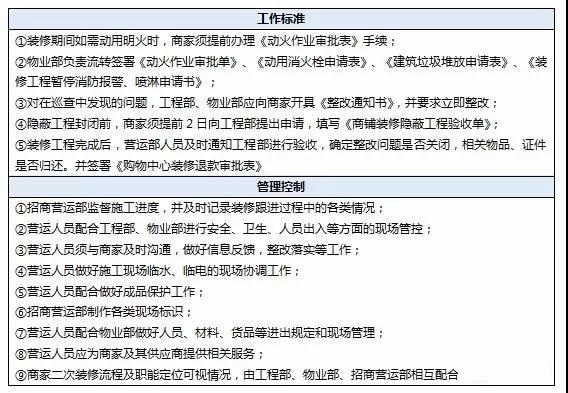 工作标准
①装修期间如需动用明火时，商家须提前办理《动火作业审批表》手续；
②物业部负责流转签署《动火作业审批单》、《动用消火栓申请表》、《建筑垃圾堆放申请表》、《装
修工程暂停消防报警、喷淋申请书》；
③对在巡查中发现的问题，工程部、物业部应向商家开具《整改通知书》，并要求立即整改；
④隐蔽工程封闭前，商家须提前 2 日向工程部提出申请，填写《商铺装修隐蔽工程验收单》；
⑤装修工程完成后，营运部人员及时通知工程部进行验收，确定整改问题是否关闭，相关物品、证件
是否归还。并签署《购物中心装修退款审批表》
管理控制
①招商营运部监督施工进度，并及时记录装修跟进过程中的各类情况；
②营运人员配合工程部、物业部进行安全、卫生、人员出入等方面的现场管控；
③营运人员须与商家及时沟通，做好信息反馈，整改落实等工作；
④营运人员做好施工现场临水、临电的现场协调工作；
⑤营运人员配合做好成品保护工作；
⑥招商营运部制作各类现场标识；
⑦营运人员配合物业部做好人员、材料、货品等进出规定和现场管理；
⑧营运人员应为商家及其供应商提供相关服务；
⑨商家二次装修流程及职能定位可视情况，由工程部、物业部、招商营运部相互配合